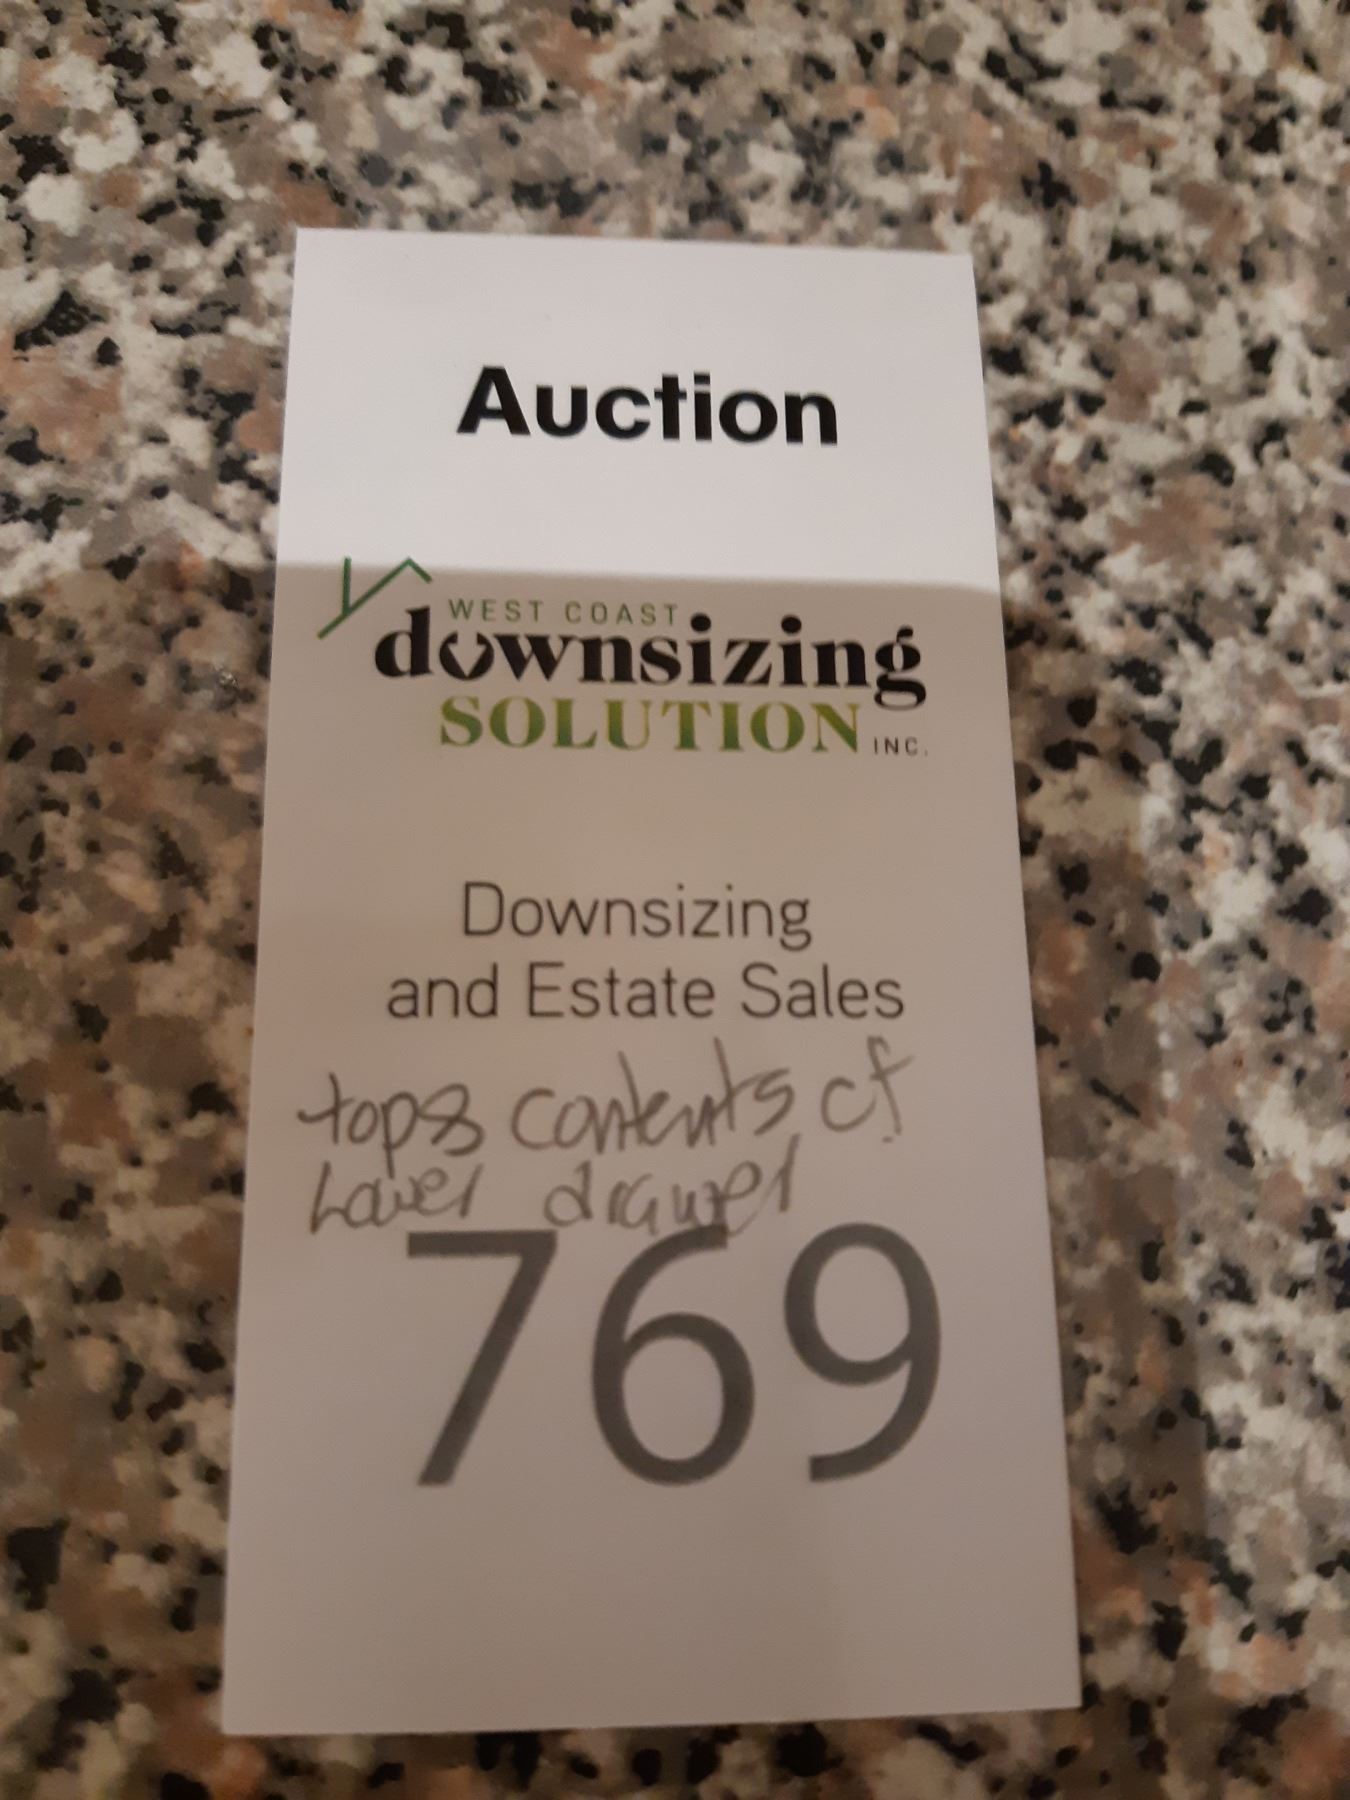 Auction
WEST COAST
downsizing
SOLUTION INC.
Downsizing
and Estate Sales
tops contents of
Lower drawer
769